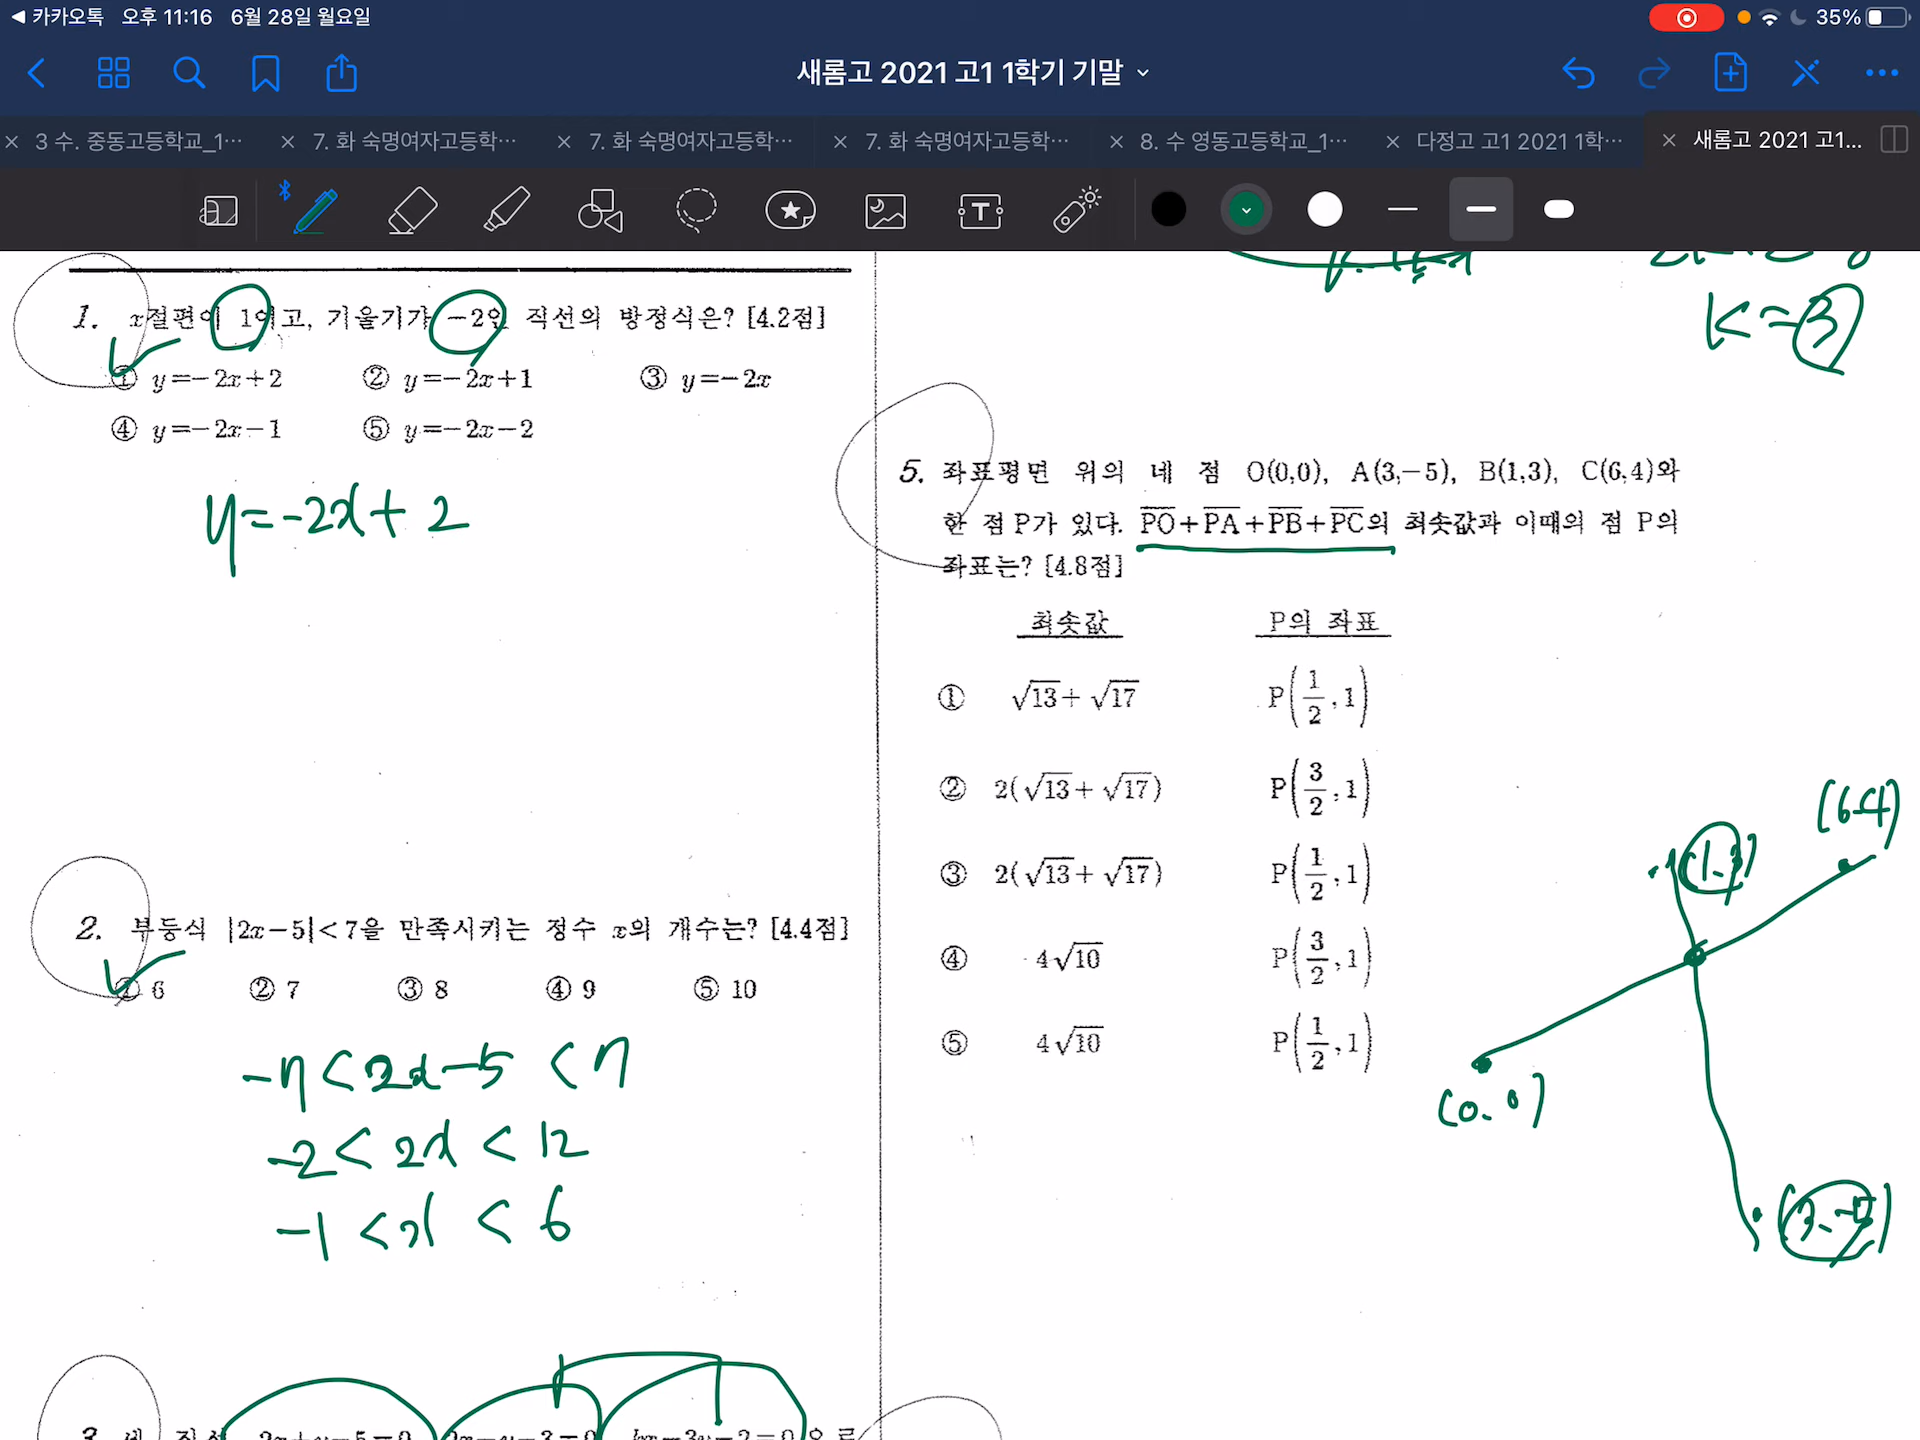 카카오톡 오후 11:16 6월 28일 월요일
35%
새롬고 2021 고1 1학기 기말
3 수. 중동고등학교_1···
7. 화 숙명여자고등학···
7. 화 숙명여자고등학···
7. 화 숙명여자고등학···
8. 수 영동고등학교_1···
다정고 고1 2021 1학···
새롬고 2021 고1...
1. x절편이 1이고, 기울기가 -2인 직선의 방정식은? [4.2점]
① y=-2x+2 ② y=-2x+1 ③ y=-2x
④ y=-2x-1 ⑤ y=-2x-2
y=-2x+2
2. 부등식 |2x-5|<7을 만족시키는 정수 x의 개수는? [4.4점]
① 6 ② 7 ③ 8 ④ 9 ⑤ 10
-7<2x-5<7
-2<2x<12
-1<x<6
3. 세 직선 2x+y-5=0
k=3
5. 좌표평면 위의 네 점 O(0,0), A(3,-5), B(1,3), C(6,4)와
한 점 P가 있다. PO+PA+PB+PC의 최솟값과 이때의 점 P의
좌표는? [4.8점]
최솟값 P의 좌표
① √13+√17 P(1/2, 1)
② 2(√13+√17) P(3/2, 1)
③ 2(√13+√17) P(1/2, 1)
④ 4√10 P(3/2, 1)
⑤ 4√10 P(1/2, 1)
(6.4)
(1.3)
(0.0)
(3.-5)